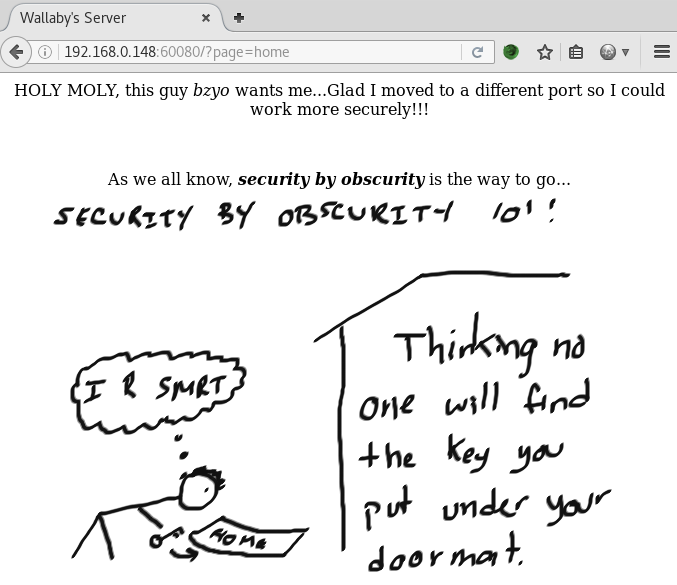 Wallaby's Server
192.168.0.148:60080/?page=home
HOLY MOLY, this guy bzyo wants me...Glad I moved to a different port so I could
work more securely!!!
As we all know, security by obscurity is the way to go...
SECURITY BY OBSCURITY 101!
I R SMRT
HOME
Thinking no
one will find
the key you
put under your
doormat.